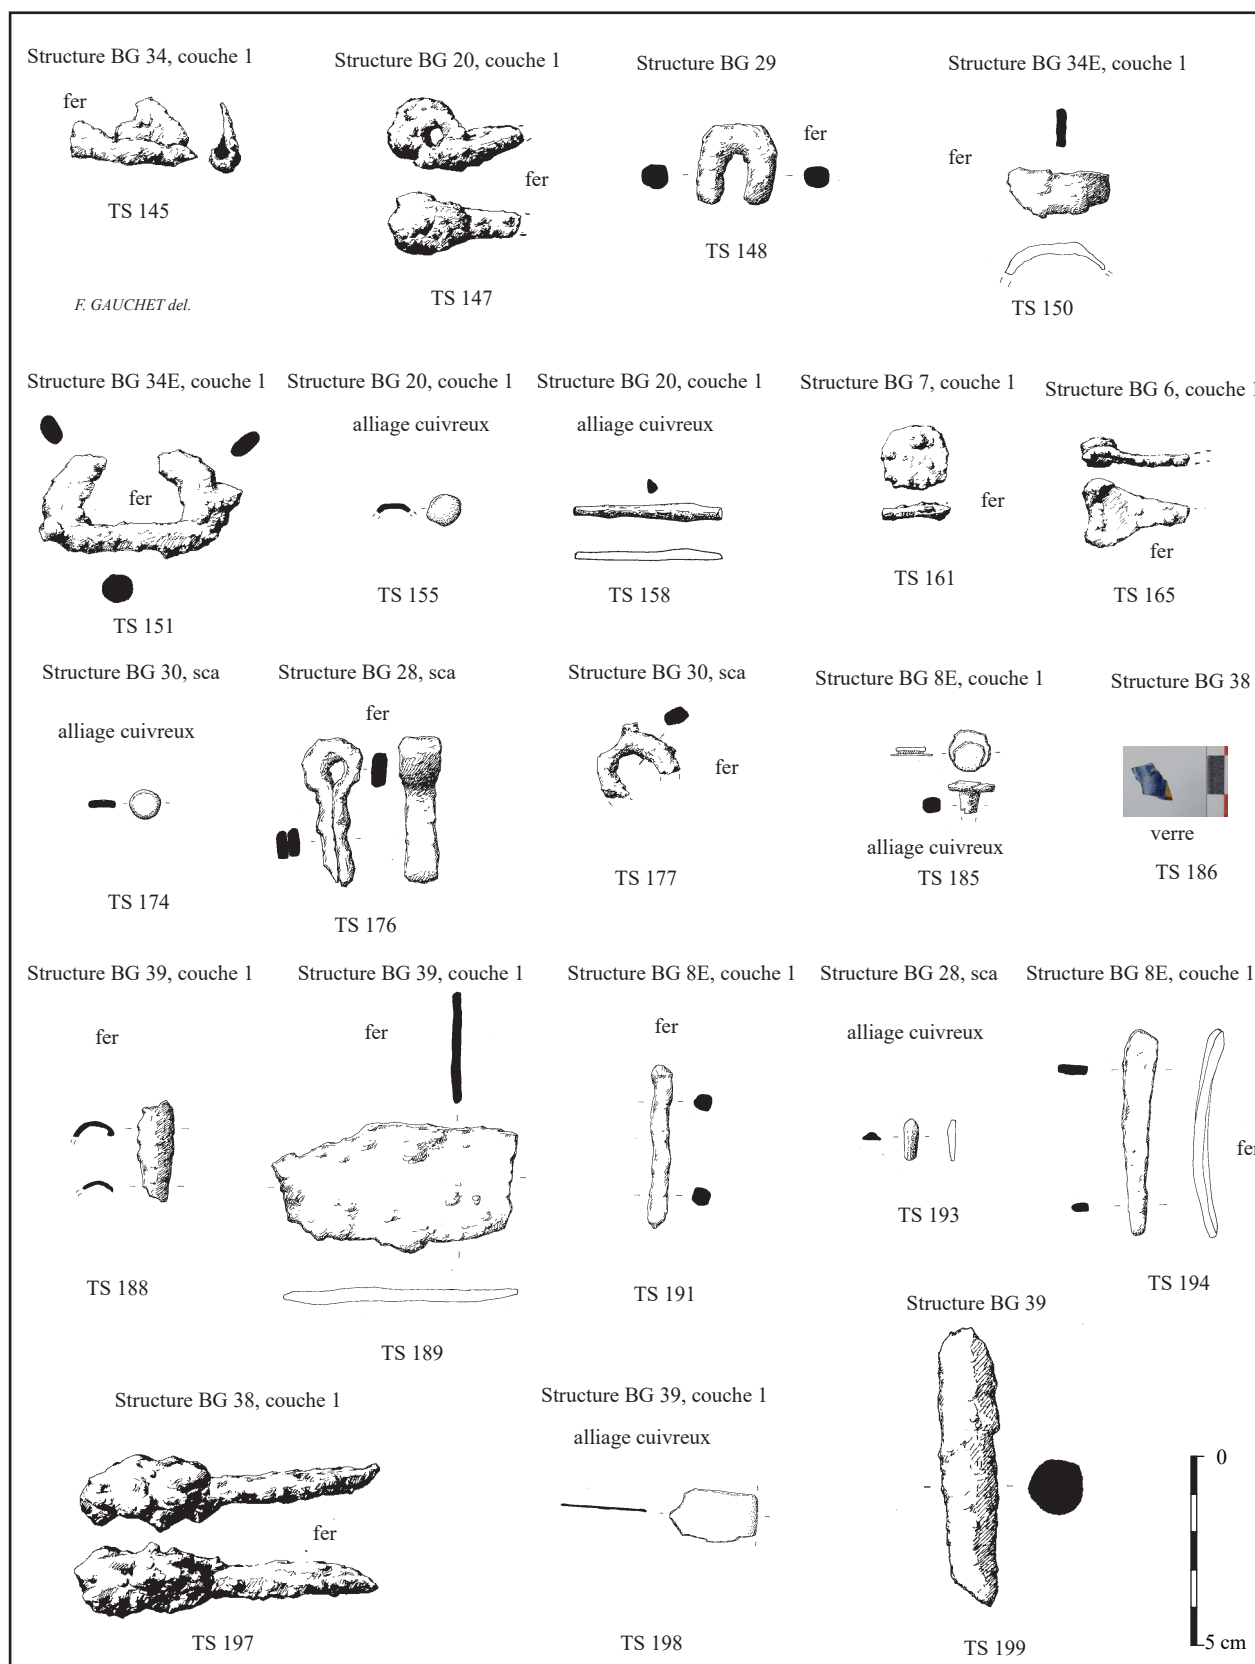 Structure BG 34, couche 1
fer
TS 145
F. GAUCHET del.
Structure BG 20, couche 1
fer
TS 147
Structure BG 29
fer
TS 148
Structure BG 34E, couche 1
fer
TS 150
Structure BG 34E, couche 1
fer
TS 151
Structure BG 20, couche 1
alliage cuivreux
TS 155
Structure BG 20, couche 1
alliage cuivreux
TS 158
Structure BG 7, couche 1
fer
TS 161
Structure BG 6, couche 1
fer
TS 165
Structure BG 30, sca
alliage cuivreux
TS 174
Structure BG 28, sca
fer
TS 176
Structure BG 30, sca
fer
TS 177
Structure BG 8E, couche 1
alliage cuivreux
TS 185
Structure BG 38
verre
TS 186
Structure BG 39, couche 1
fer
TS 188
Structure BG 39, couche 1
fer
TS 189
Structure BG 8E, couche 1
fer
TS 191
Structure BG 28, sca
alliage cuivreux
TS 193
Structure BG 8E, couche 1
fer
TS 194
Structure BG 38, couche 1
fer
TS 197
Structure BG 39, couche 1
alliage cuivreux
TS 198
Structure BG 39
TS 199
0
5 cm